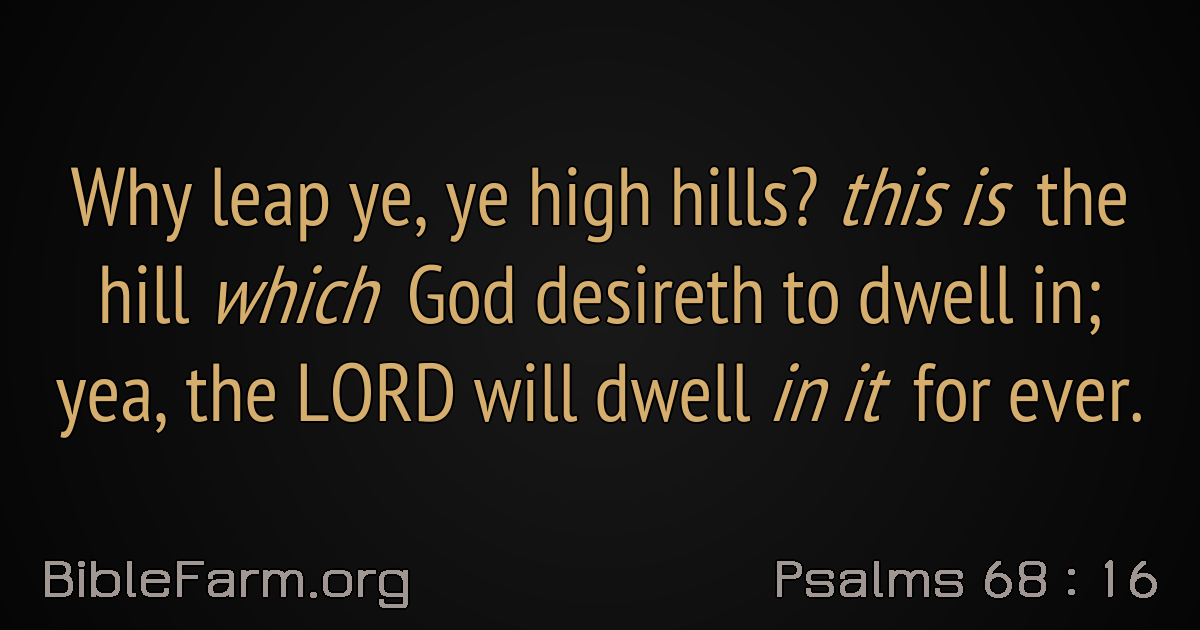 Why leap ye, ye high hills? this is the
hill which God desireth to dwell in;
yea, the LORD will dwell in it for ever.
BibleFarm.org
Psalms 68 : 16